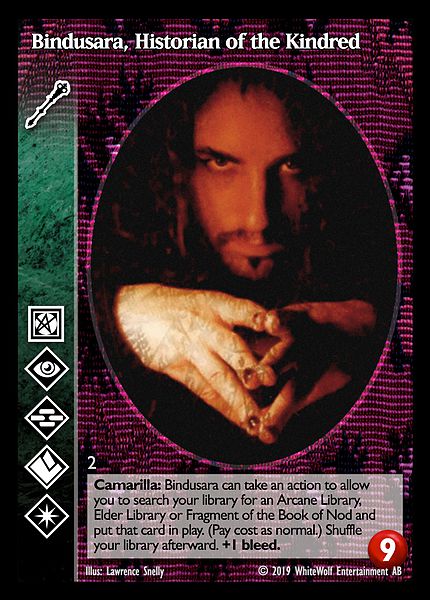 Bindusara, Historian of the Kindred
2
Camarilla: Bindusara can take an action to allow
you to search your library for an Arcane Library,
Elder Library or Fragment of the Book of Nod and
put that card in play. (Pay cost as normal.) Shuffle
your library afterward. +1 bleed.
9
Illus: Lawrence Snelly © 2019 WhiteWolf Entertainment AB